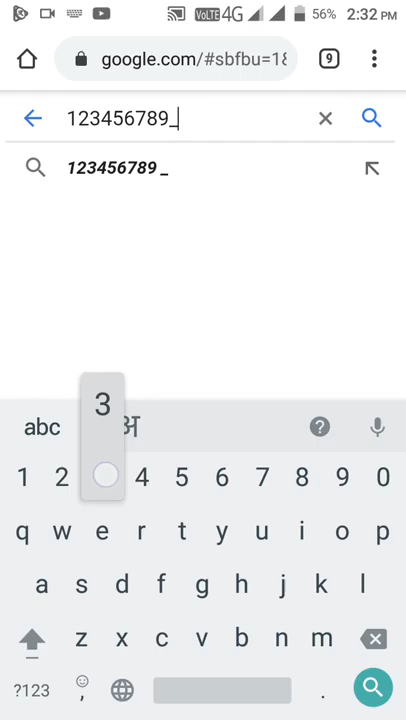 VoLTE 4G 56% 2:32 PM
google.com/#sbfbu=18
9
123456789_
123456789 _
3
abc अ
1 2 4 5 6 7 8 9 0
q w e r t y u i o p
a s d f g h j k l
z x c v b n m
?123 , .